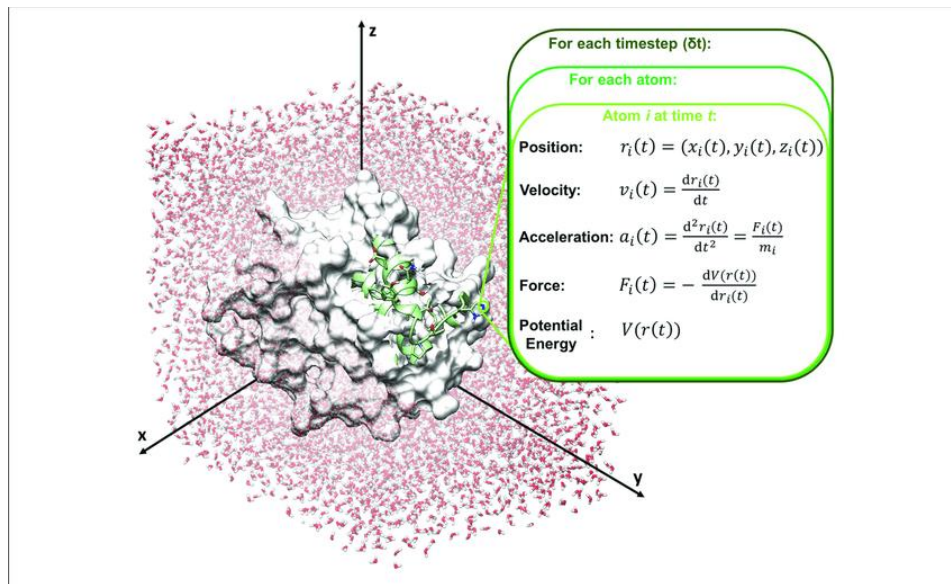 z
For each timestep (δt):
For each atom:
Atom i at time t:
Position: rᵢ(t) = (xᵢ(t), yᵢ(t), zᵢ(t))
Velocity: vᵢ(t) = drᵢ(t)/dt
Acceleration: aᵢ(t) = d²rᵢ(t)/dt² = Fᵢ(t)/mᵢ
Force: Fᵢ(t) = − dV(r(t))/drᵢ(t)
Potential
Energy : V(r(t))
x
y